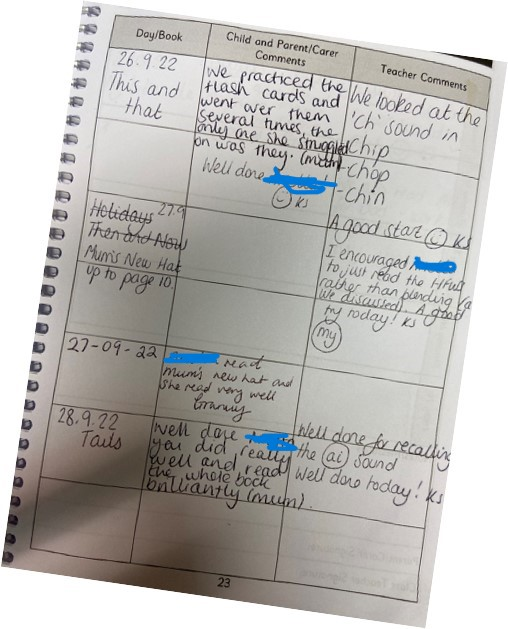 Day/Book
Child and Parent/Carer
Comments
Teacher Comments
26.9.22
This and
that
We practiced the
flash cards and
went over them
several times, the
only one she struggled
on was they. (mum)
Well done
KS
We looked at the
'ch' sound in
-Chip
-chop
-chin
A good start KS
Holidays 27.9
Then and Now
Mum's New Hat
up to page 10.
I encouraged
to just read the HFWs
rather than blending (as
we discussed). A good
try today! KS
my
27-09-22
read
mum's new hat and
she read very well
Granny
28.9.22
Tails
Well done
you did really
well and read
the whole book
brilliantly (mum).
Well done for recalling
the ai sound
Well done today! KS
23